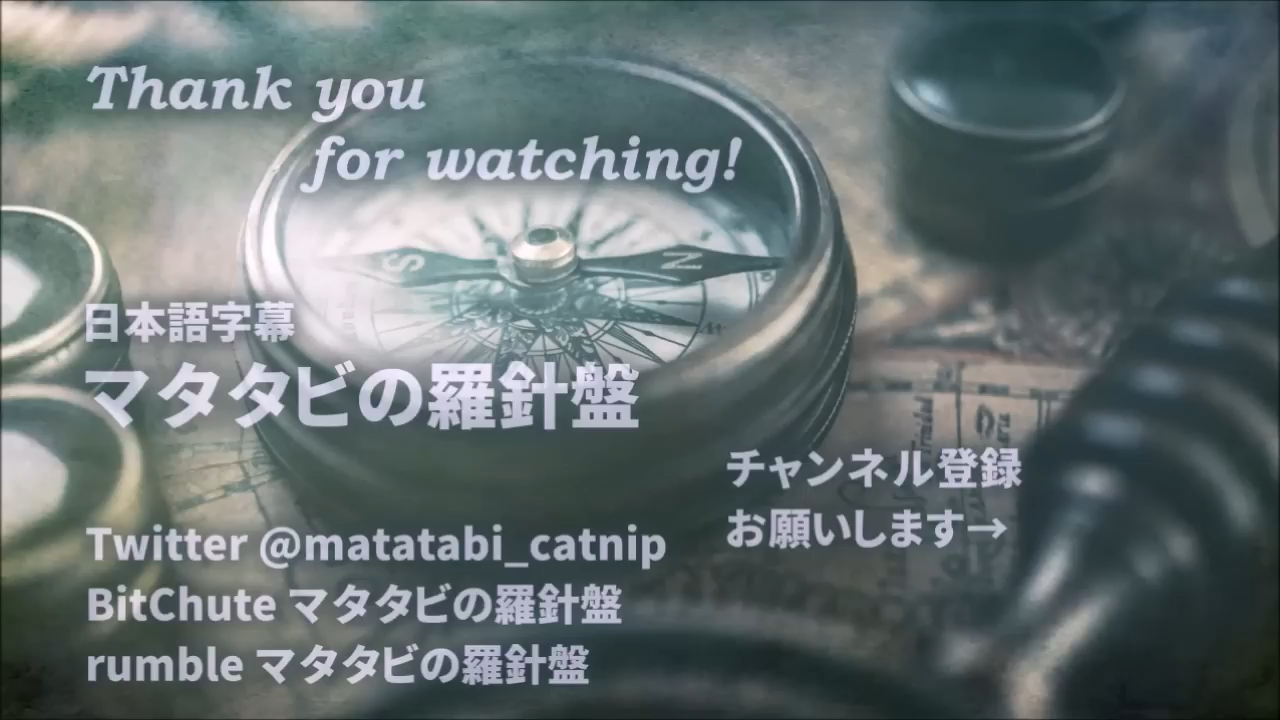 Thank you
for watching!
S
N
日本語字幕
マタタビの羅針盤
チャンネル登録
お願いします→
Twitter @matatabi_catnip
BitChute マタタビの羅針盤
rumble マタタビの羅針盤